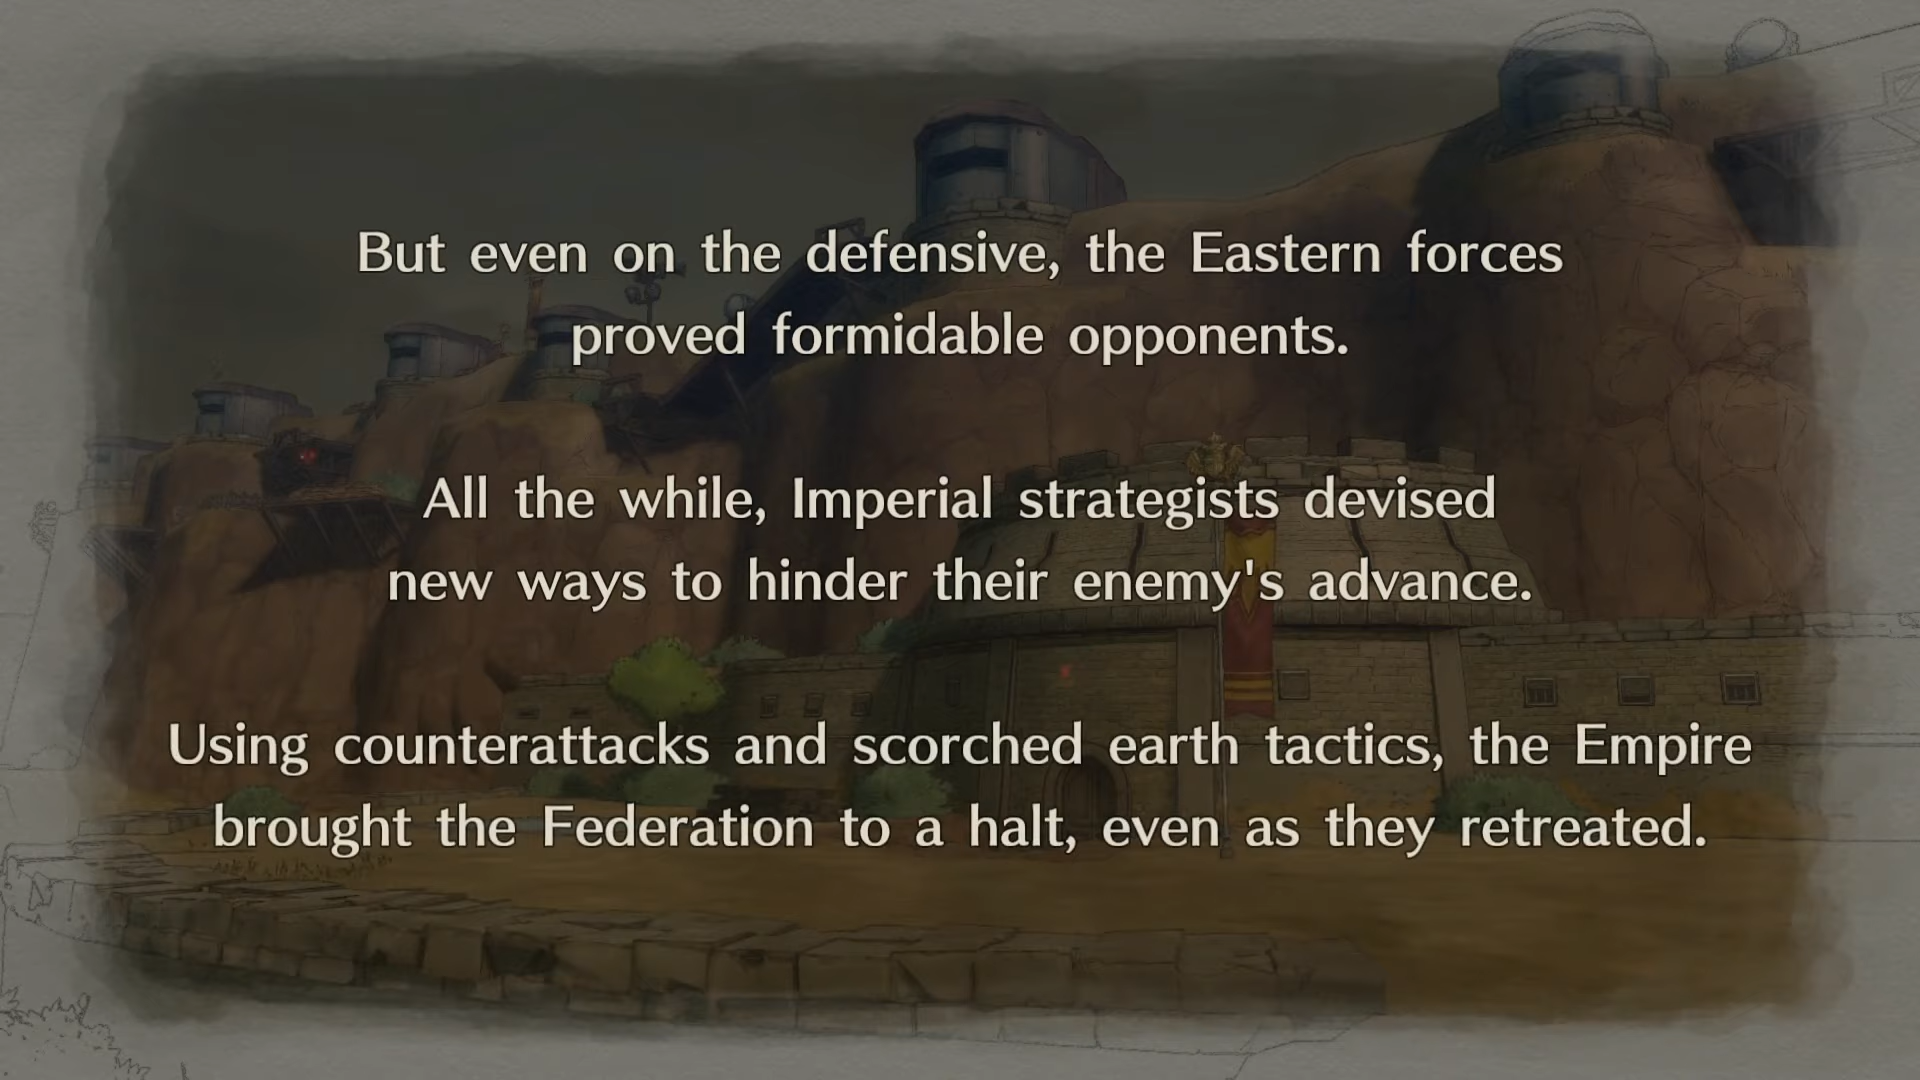 But even on the defensive, the Eastern forces
proved formidable opponents.
All the while, Imperial strategists devised
new ways to hinder their enemy's advance.
Using counterattacks and scorched earth tactics, the Empire
brought the Federation to a halt, even as they retreated.